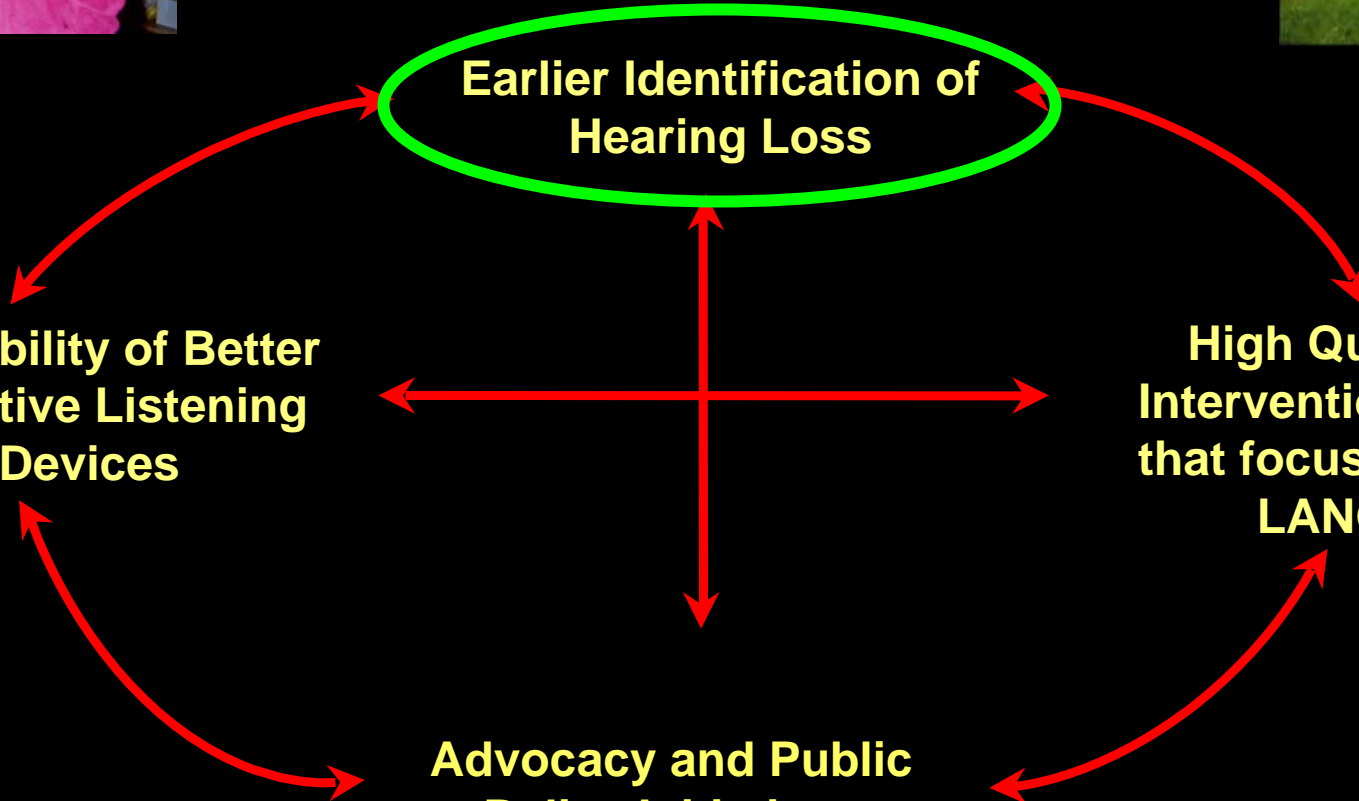 Earlier Identification of
Hearing Loss
bility of Better
tive Listening
Devices
High Qu
Interventi
that focus
LANG
Advocacy and Public